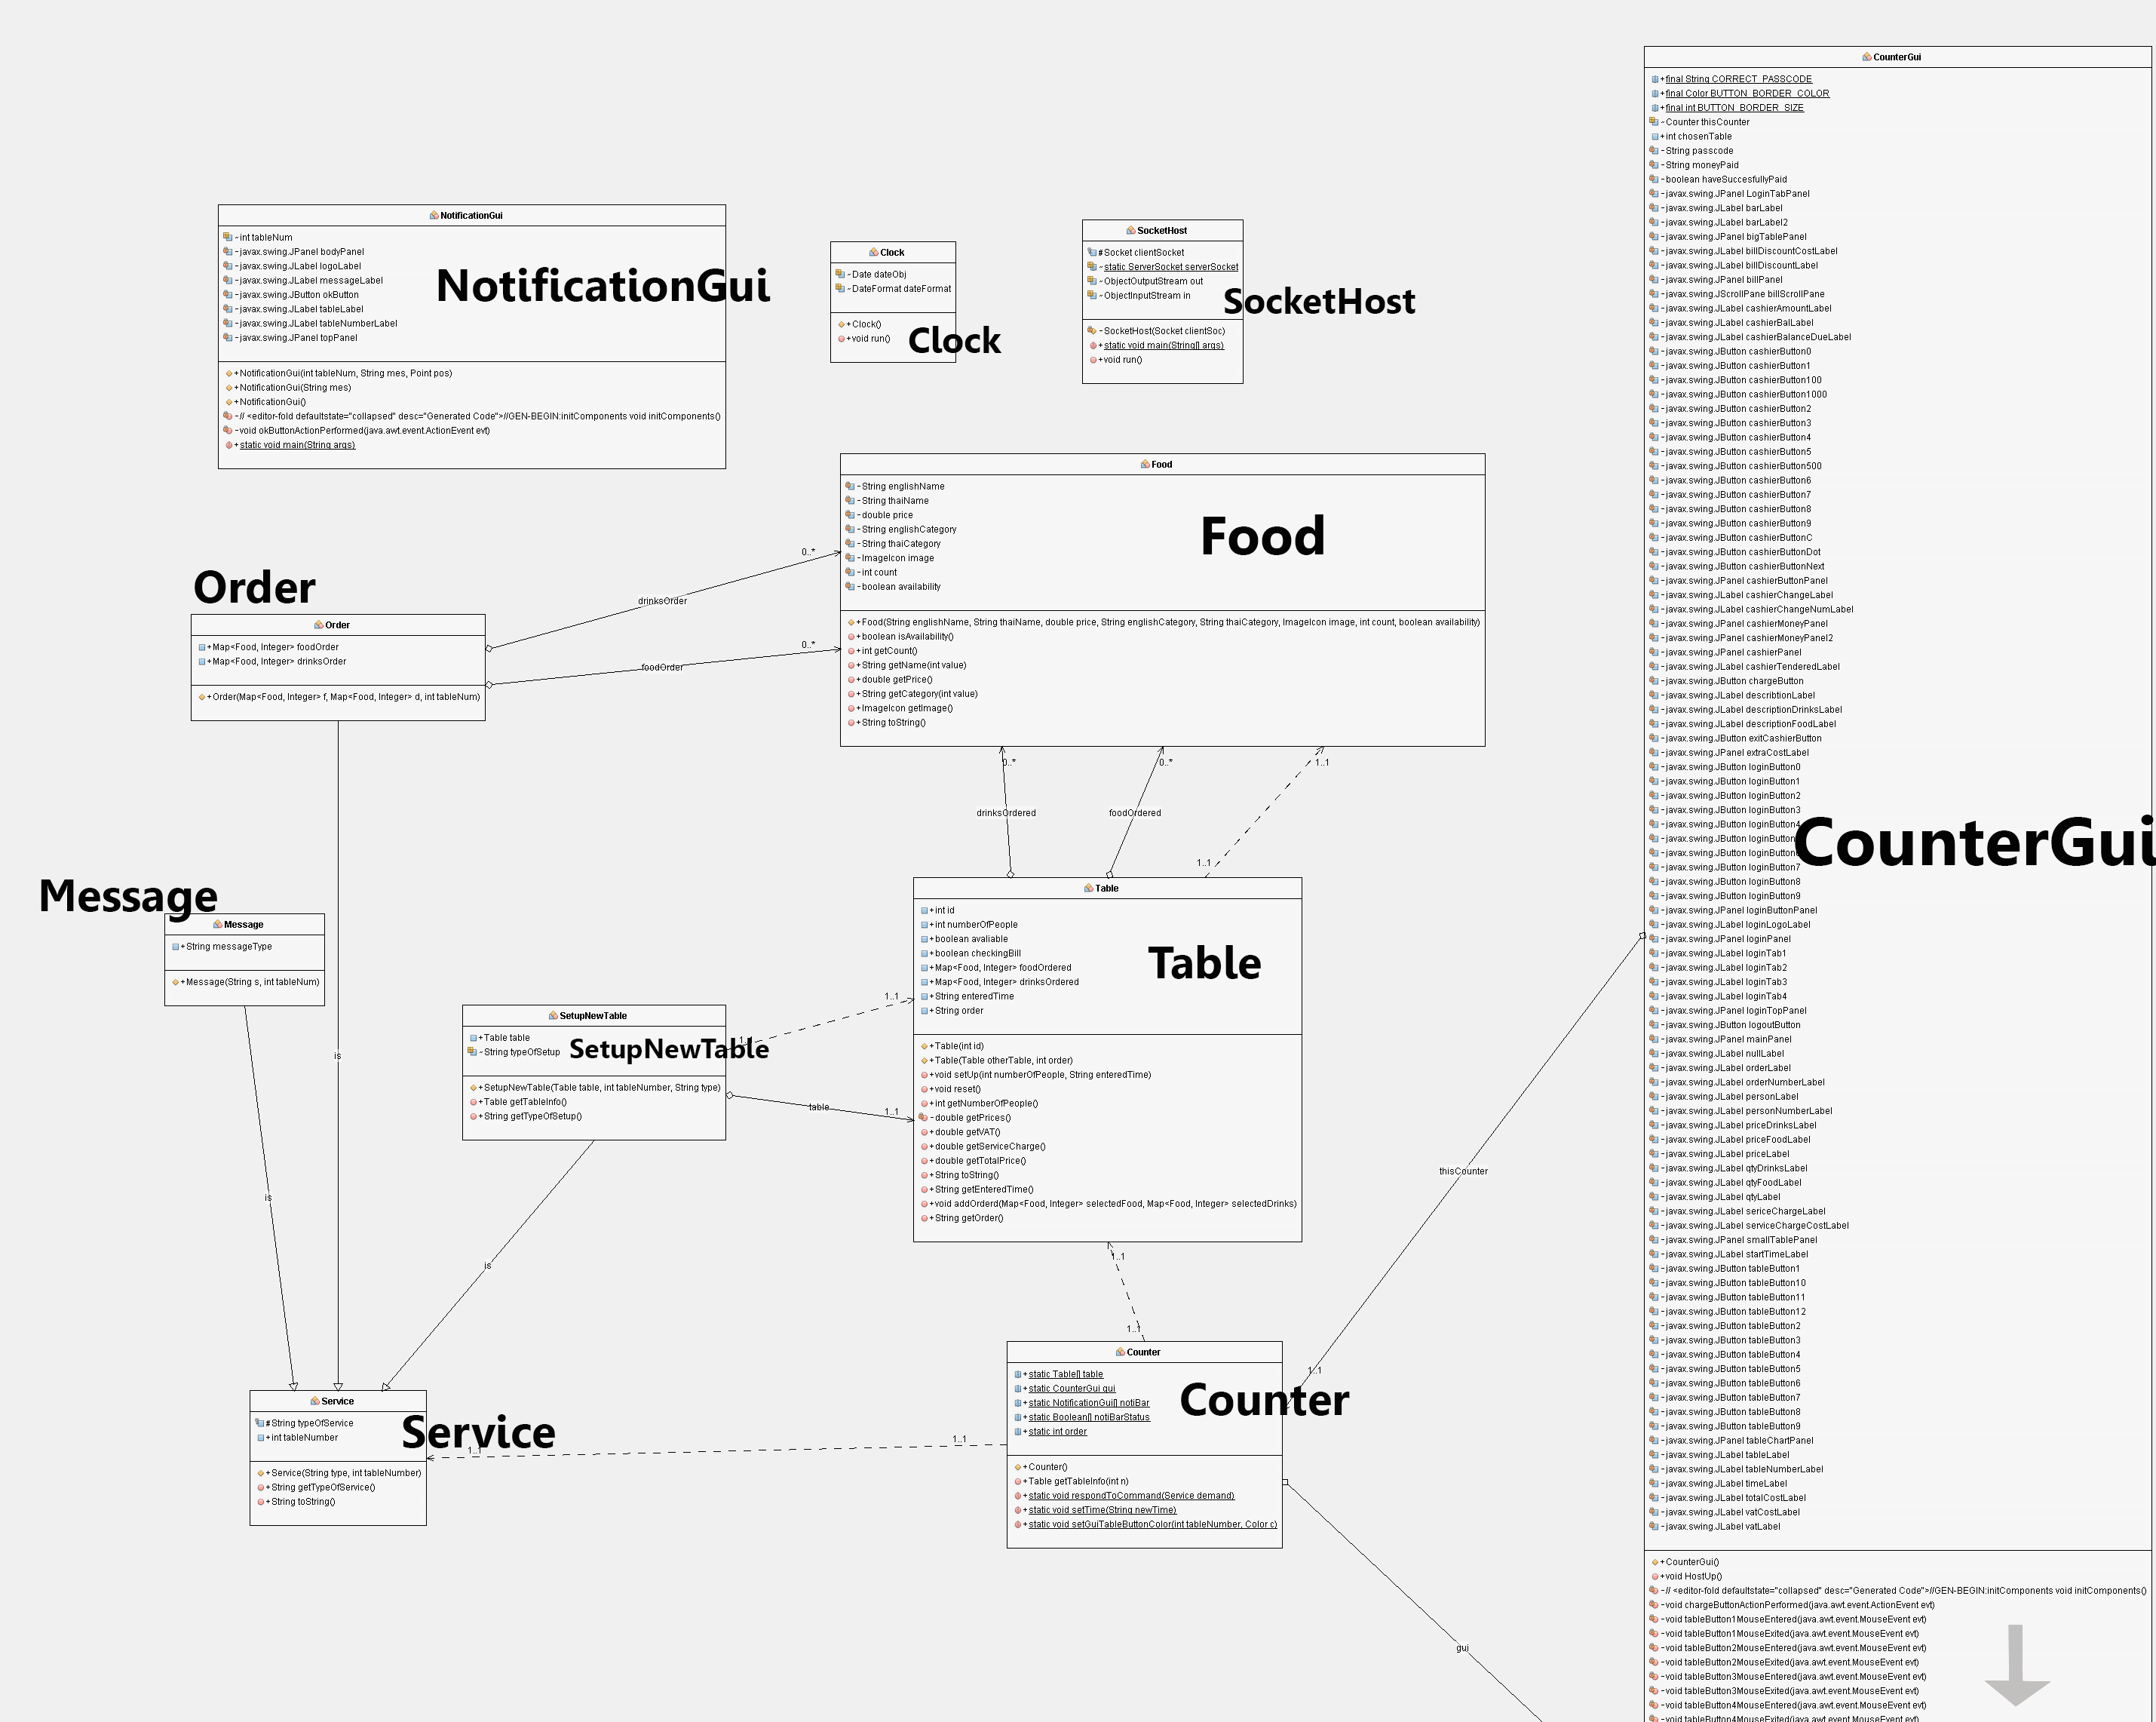 NotificationGui
-int tableNum
-javax.swing.JPanel bodyPanel
-javax.swing.JLabel logoLabel
-javax.swing.JLabel messageLabel
-javax.swing.JButton okButton
-javax.swing.JLabel tableLabel
-javax.swing.JLabel tableNumberLabel
-javax.swing.JPanel topPanel
NotificationGui
+NotificationGui(int tableNum, String mes, Point pos)
+NotificationGui(String mes)
+NotificationGui()
-// <editor-fold defaultstate="collapsed" desc="Generated Code">//GEN-BEGIN:initComponents void initComponents()
-void okButtonActionPerformed(java.awt.event.ActionEvent evt)
+static void main(String args)
Clock
~Date dateObj
~DateFormat dateFormat
+Clock()
+void run()
Clock
SocketHost
#Socket clientSocket
~static ServerSocket serverSocket
~ObjectOutputStream out
~ObjectInputStream in
SocketHost
-SocketHost(Socket clientSoc)
+static void main(String[] args)
+void run()
Food
-String englishName
-String thaiName
-double price
-String englishCategory
-String thaiCategory
-ImageIcon image
-int count
-boolean availability
Food
+Food(String englishName, String thaiName, double price, String englishCategory, String thaiCategory, ImageIcon image, int count, boolean availability)
+boolean isAvailability()
+int getCount()
+String getName(int value)
+double getPrice()
+String getCategory(int value)
+ImageIcon getImage()
+String toString()
Order
Order
+Map<Food, Integer> foodOrder
+Map<Food, Integer> drinksOrder
+Order(Map<Food, Integer> f, Map<Food, Integer> d, int tableNum)
drinksOrder
0..*
foodOrder
0..*
0..*
0..*
1..1
drinksOrdered
foodOrdered
1..1
Message
Message
+String messageType
+Message(String s, int tableNum)
is
is
is
SetupNewTable
+Table table
~String typeOfSetup
SetupNewTable
+SetupNewTable(Table table, int tableNumber, String type)
+Table getTableInfo()
+String getTypeOfSetup()
1..1
1..1
table
1..1
Table
+int id
+int numberOfPeople
+boolean avaliable
+boolean checkingBill
+Map<Food, Integer> foodOrdered
+Map<Food, Integer> drinksOrdered
+String enteredTime
+String order
Table
+Table(int id)
+Table(Table otherTable, int order)
+void setUp(int numberOfPeople, String enteredTime)
+void reset()
+int getNumberOfPeople()
-double getPrices()
+double getVAT()
+double getServiceCharge()
+double getTotalPrice()
+String toString()
+String getEnteredTime()
+void addOrderd(Map<Food, Integer> selectedFood, Map<Food, Integer> selectedDrinks)
+String getOrder()
1..1
1..1
Service
#String typeOfService
+int tableNumber
Service
+Service(String type, int tableNumber)
+String getTypeOfService()
+String toString()
1..1
1..1
Counter
+static Table[] table
+static CounterGui gui
+static NotificationGui[] notiBar
+static Boolean[] notiBarStatus
+static int order
Counter
+Counter()
+Table getTableInfo(int n)
+static void respondToCommand(Service demand)
+static void setTime(String newTime)
+static void setGuiTableButtonColor(int tableNumber, Color c)
1..1
thisCounter
gui
CounterGui
+final String CORRECT_PASSCODE
+final Color BUTTON_BORDER_COLOR
+final int BUTTON_BORDER_SIZE
~Counter thisCounter
+int chosenTable
-String passcode
-String moneyPaid
-boolean haveSuccesfullyPaid
-javax.swing.JPanel LoginTabPanel
-javax.swing.JLabel barLabel
-javax.swing.JLabel barLabel2
-javax.swing.JPanel bigTablePanel
-javax.swing.JLabel billDiscountCostLabel
-javax.swing.JLabel billDiscountLabel
-javax.swing.JPanel billPanel
-javax.swing.JScrollPane billScrollPane
-javax.swing.JLabel cashierAmountLabel
-javax.swing.JLabel cashierBalLabel
-javax.swing.JLabel cashierBalanceDueLabel
-javax.swing.JButton cashierButton0
-javax.swing.JButton cashierButton1
-javax.swing.JButton cashierButton100
-javax.swing.JButton cashierButton1000
-javax.swing.JButton cashierButton2
-javax.swing.JButton cashierButton3
-javax.swing.JButton cashierButton4
-javax.swing.JButton cashierButton5
-javax.swing.JButton cashierButton500
-javax.swing.JButton cashierButton6
-javax.swing.JButton cashierButton7
-javax.swing.JButton cashierButton8
-javax.swing.JButton cashierButton9
-javax.swing.JButton cashierButtonC
-javax.swing.JButton cashierButtonDot
-javax.swing.JButton cashierButtonNext
-javax.swing.JPanel cashierButtonPanel
-javax.swing.JLabel cashierChangeLabel
-javax.swing.JLabel cashierChangeNumLabel
-javax.swing.JPanel cashierMoneyPanel
-javax.swing.JPanel cashierMoneyPanel2
-javax.swing.JPanel cashierPanel
-javax.swing.JLabel cashierTenderedLabel
-javax.swing.JButton chargeButton
-javax.swing.JLabel describtionLabel
-javax.swing.JLabel descriptionDrinksLabel
-javax.swing.JLabel descriptionFoodLabel
-javax.swing.JButton exitCashierButton
-javax.swing.JPanel extraCostLabel
-javax.swing.JButton loginButton0
-javax.swing.JButton loginButton1
-javax.swing.JButton loginButton2
-javax.swing.JButton loginButton3
-javax.swing.JButton loginButton4
-javax.swing.JButton
-javax.swing.JButton
-javax.swing.JButton loginButton7
-javax.swing.JButton loginButton8
-javax.swing.JButton loginButton9
-javax.swing.JPanel loginButtonPanel
-javax.swing.JLabel loginLogoLabel
-javax.swing.JPanel loginPanel
-javax.swing.JLabel loginTab1
-javax.swing.JLabel loginTab2
-javax.swing.JLabel loginTab3
-javax.swing.JLabel loginTab4
-javax.swing.JPanel loginTopPanel
-javax.swing.JButton logoutButton
-javax.swing.JPanel mainPanel
-javax.swing.JLabel nullLabel
-javax.swing.JLabel orderLabel
-javax.swing.JLabel orderNumberLabel
-javax.swing.JLabel personLabel
-javax.swing.JLabel personNumberLabel
-javax.swing.JLabel priceDrinksLabel
-javax.swing.JLabel priceFoodLabel
-javax.swing.JLabel priceLabel
-javax.swing.JLabel qtyDrinksLabel
-javax.swing.JLabel qtyFoodLabel
-javax.swing.JLabel qtyLabel
-javax.swing.JLabel sericeChargeLabel
-javax.swing.JLabel serviceChargeCostLabel
-javax.swing.JPanel smallTablePanel
-javax.swing.JLabel startTimeLabel
-javax.swing.JButton tableButton1
-javax.swing.JButton tableButton10
-javax.swing.JButton tableButton11
-javax.swing.JButton tableButton12
-javax.swing.JButton tableButton2
-javax.swing.JButton tableButton3
-javax.swing.JButton tableButton4
-javax.swing.JButton tableButton5
-javax.swing.JButton tableButton6
-javax.swing.JButton tableButton7
-javax.swing.JButton tableButton8
-javax.swing.JButton tableButton9
-javax.swing.JPanel tableChartPanel
-javax.swing.JLabel tableLabel
-javax.swing.JLabel tableNumberLabel
-javax.swing.JLabel timeLabel
-javax.swing.JLabel totalCostLabel
-javax.swing.JLabel vatCostLabel
-javax.swing.JLabel vatLabel
CounterGui
+CounterGui()
+void HostUp()
-// <editor-fold defaultstate="collapsed" desc="Generated Code">//GEN-BEGIN:initComponents void initComponents()
-void chargeButtonActionPerformed(java.awt.event.ActionEvent evt)
-void tableButton1MouseEntered(java.awt.event.MouseEvent evt)
-void tableButton1MouseExited(java.awt.event.MouseEvent evt)
-void tableButton2MouseEntered(java.awt.event.MouseEvent evt)
-void tableButton2MouseExited(java.awt.event.MouseEvent evt)
-void tableButton3MouseEntered(java.awt.event.MouseEvent evt)
-void tableButton3MouseExited(java.awt.event.MouseEvent evt)
-void tableButton4MouseEntered(java.awt.event.MouseEvent evt)
-void tableButton4MouseExited(java.awt.event.MouseEvent evt)